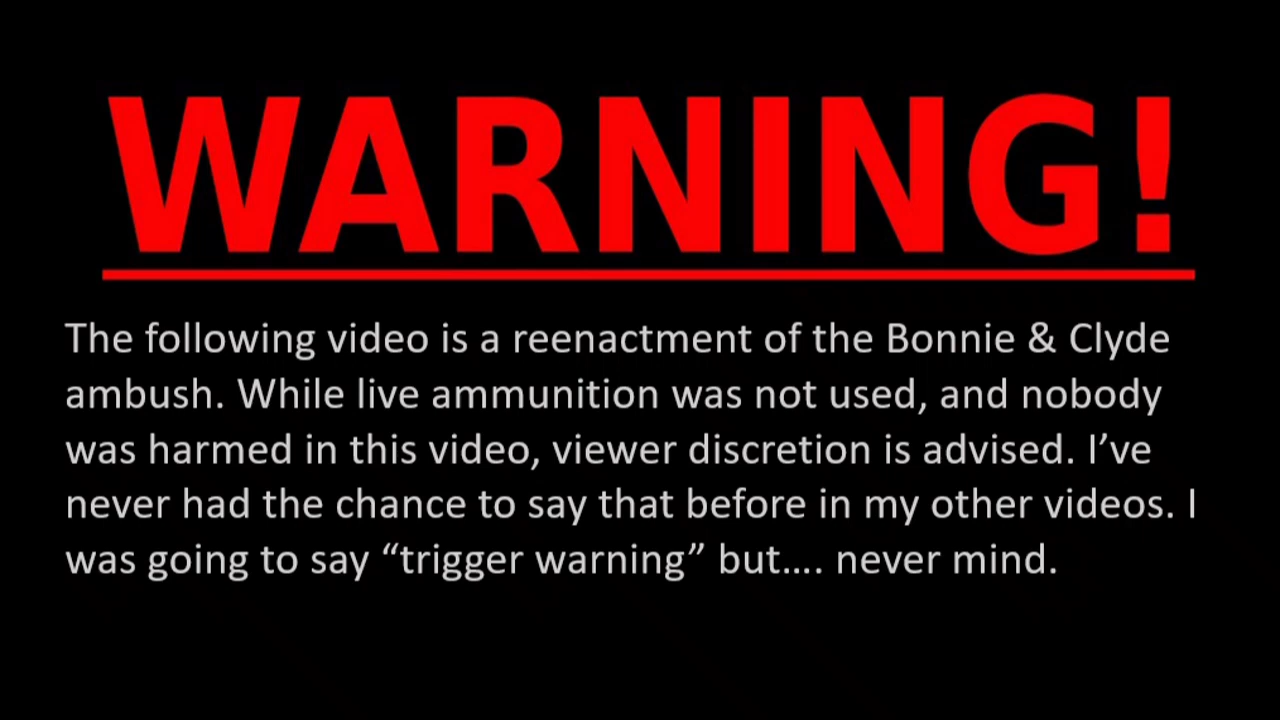 WARNING!
The following video is a reenactment of the Bonnie & Clyde
ambush. While live ammunition was not used, and nobody
was harmed in this video, viewer discretion is advised. I’ve
never had the chance to say that before in my other videos. I
was going to say “trigger warning” but…. never mind.